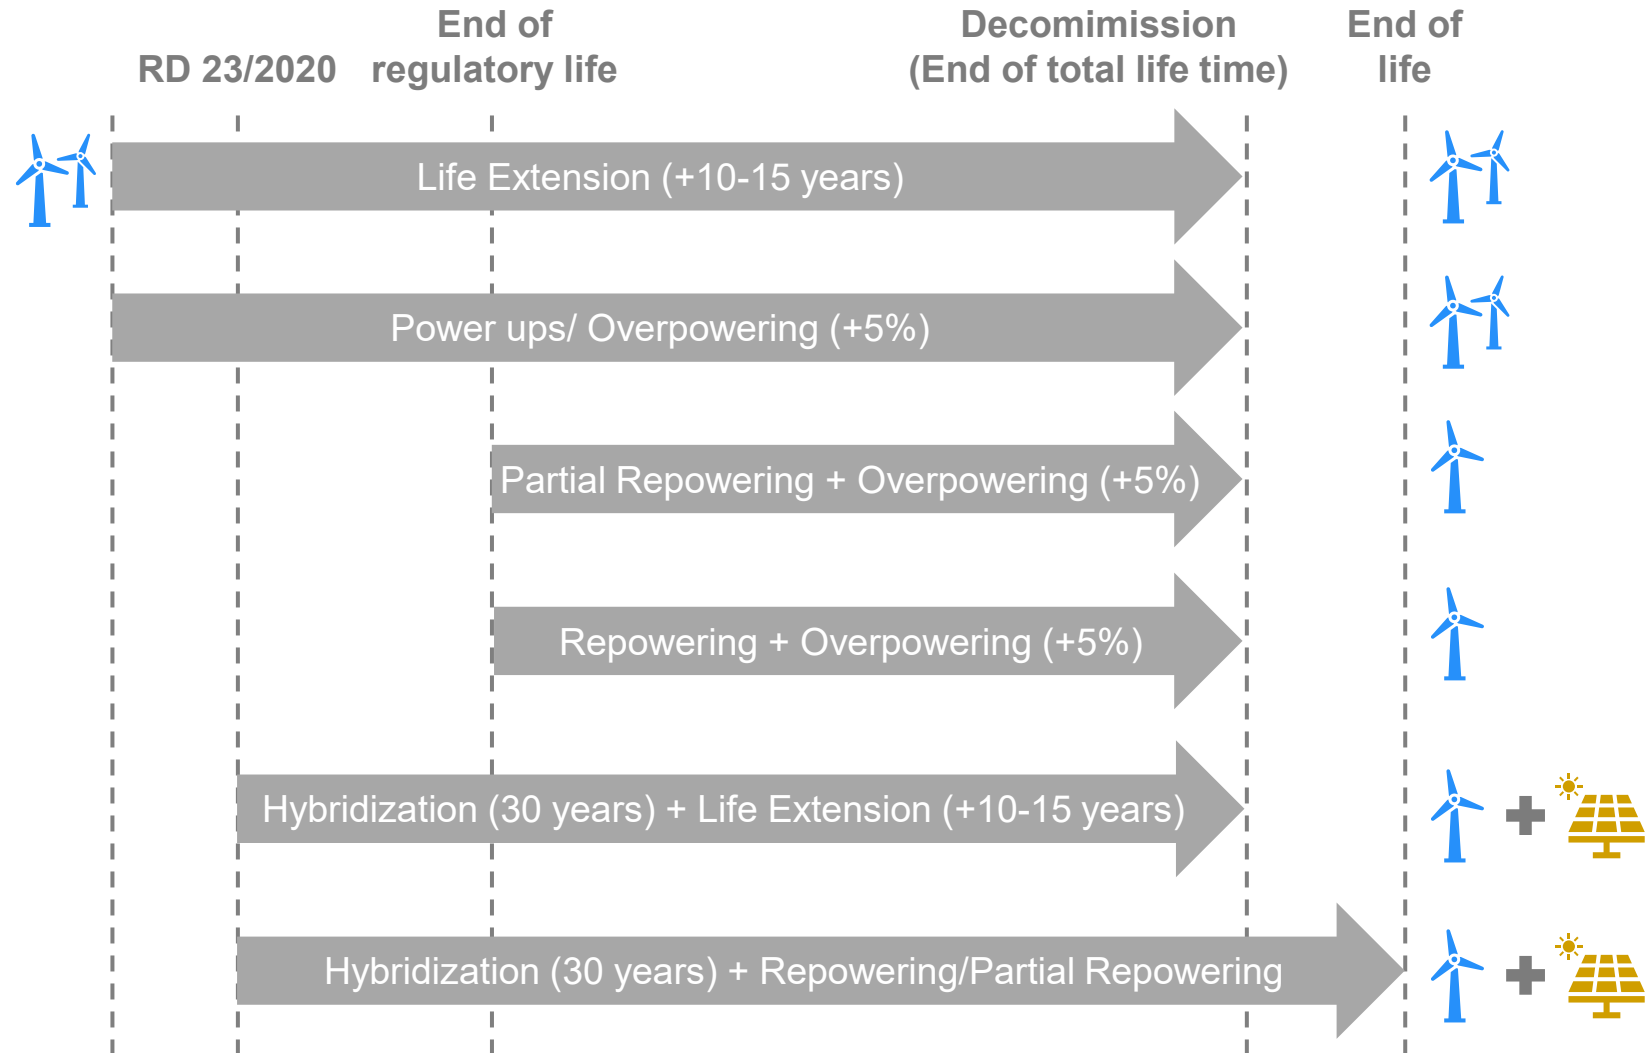 RD 23/2020
End of
regulatory life
Decomimission
(End of total life time)
End of
life
Life Extension (+10-15 years)
Power ups/ Overpowering (+5%)
Partial Repowering + Overpowering (+5%)
Repowering + Overpowering (+5%)
Hybridization (30 years) + Life Extension (+10-15 years)
Hybridization (30 years) + Repowering/Partial Repowering